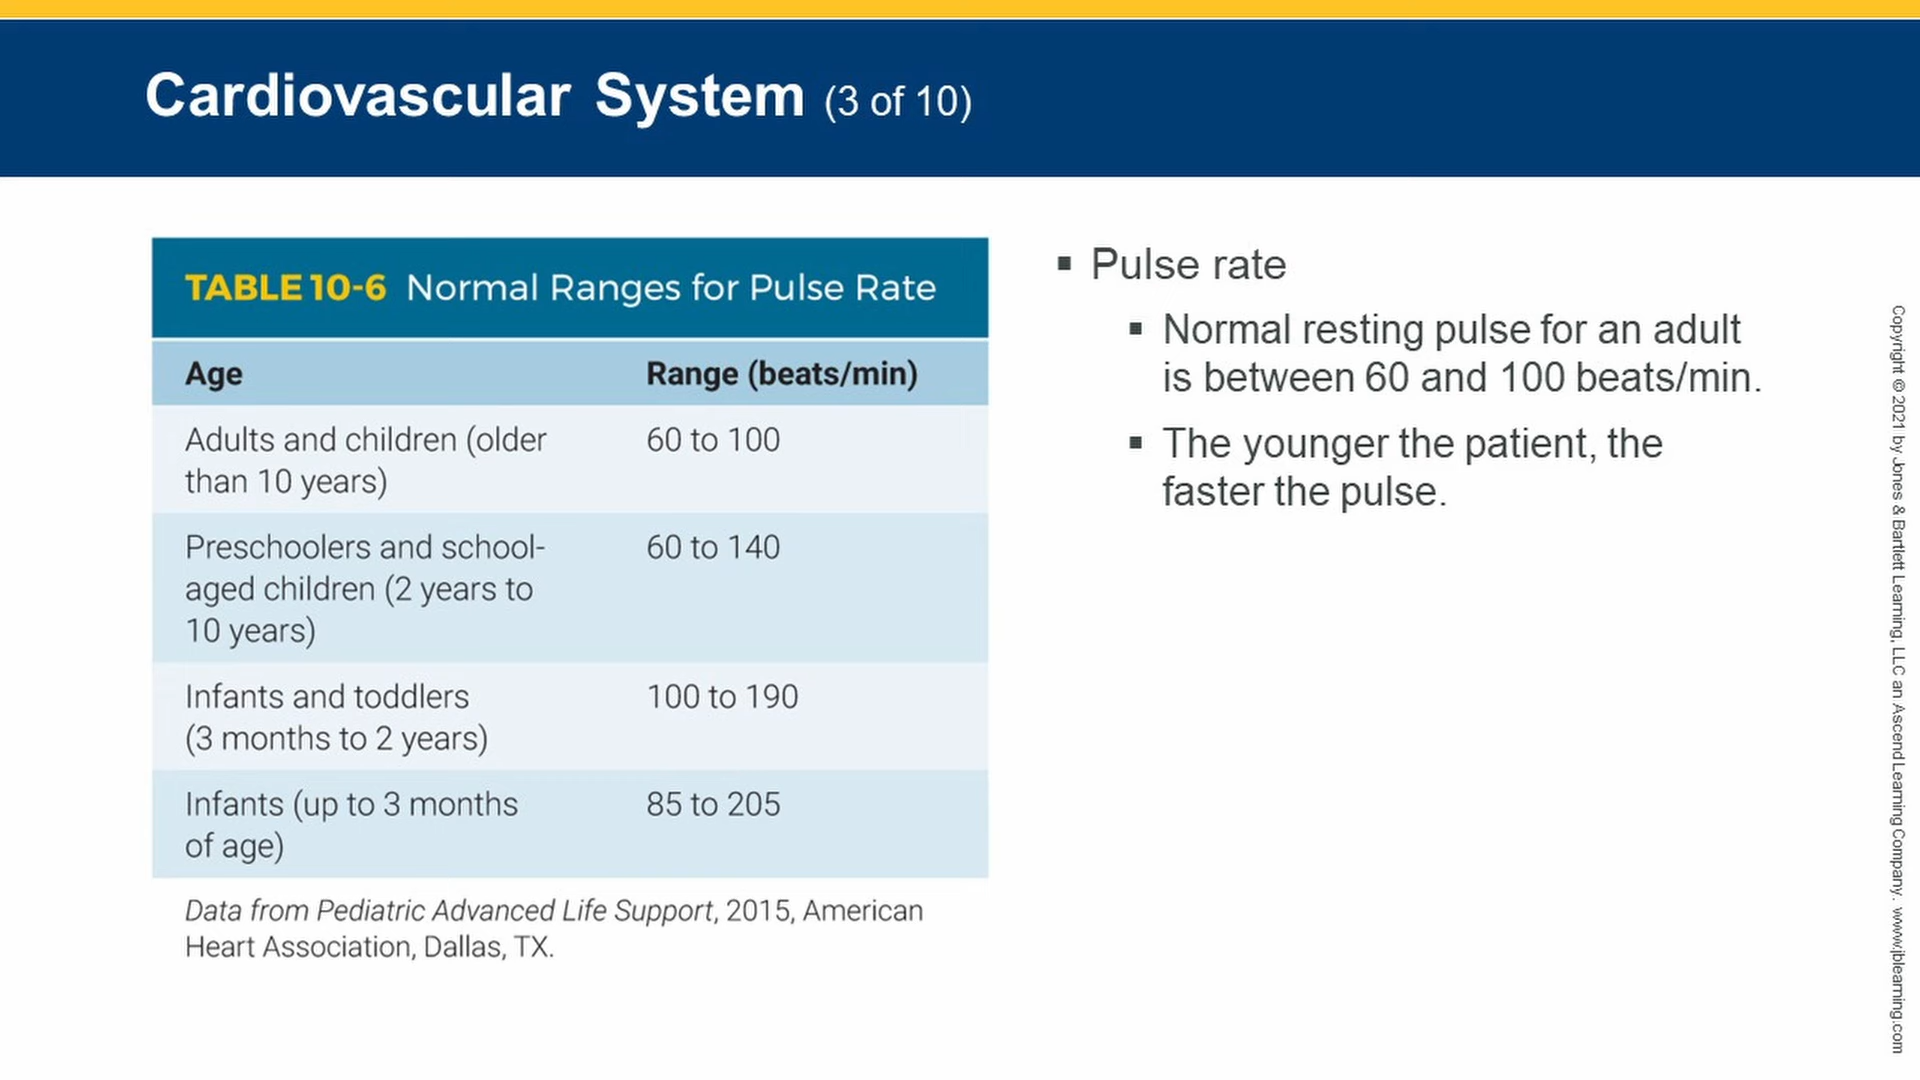 Cardiovascular System (3 of 10)
TABLE 10-6 Normal Ranges for Pulse Rate
Age Range (beats/min)
Adults and children (older 60 to 100
than 10 years)
Preschoolers and school- 60 to 140
aged children (2 years to
10 years)
Infants and toddlers 100 to 190
(3 months to 2 years)
Infants (up to 3 months 85 to 205
of age)
Data from Pediatric Advanced Life Support, 2015, American
Heart Association, Dallas, TX.
▪ Pulse rate
▪ Normal resting pulse for an adult
is between 60 and 100 beats/min.
▪ The younger the patient, the
faster the pulse.
Copyright © 2021 by Jones & Bartlett Learning, LLC an Ascend Learning Company. www.jblearning.com